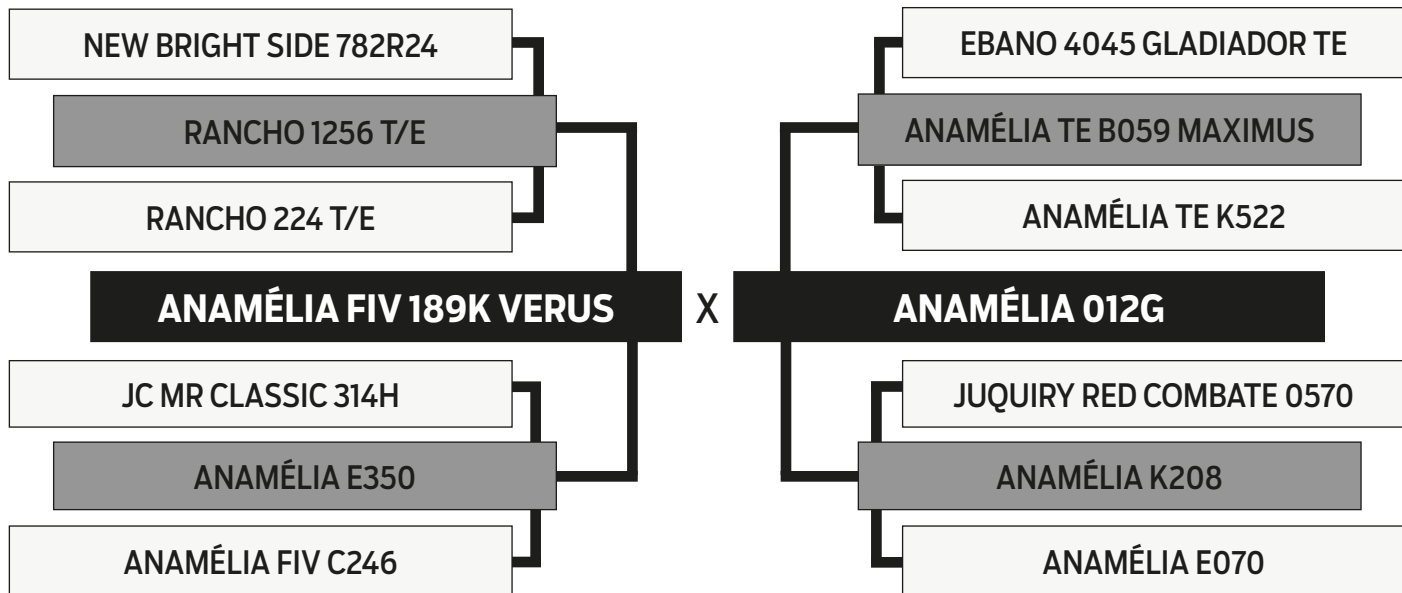 NEW BRIGHT SIDE 782R24
EBANO 4045 GLADIADOR TE
RANCHO 1256 T/E
ANAMÉLIA TE B059 MAXIMUS
RANCHO 224 T/E
ANAMÉLIA TE K522
ANAMÉLIA FIV 189K VERUS X ANAMÉLIA 012G
JC MR CLASSIC 314H
JUQUIRY RED COMBATE 0570
ANAMÉLIA E350
ANAMÉLIA K208
ANAMÉLIA FIV C246
ANAMÉLIA E070